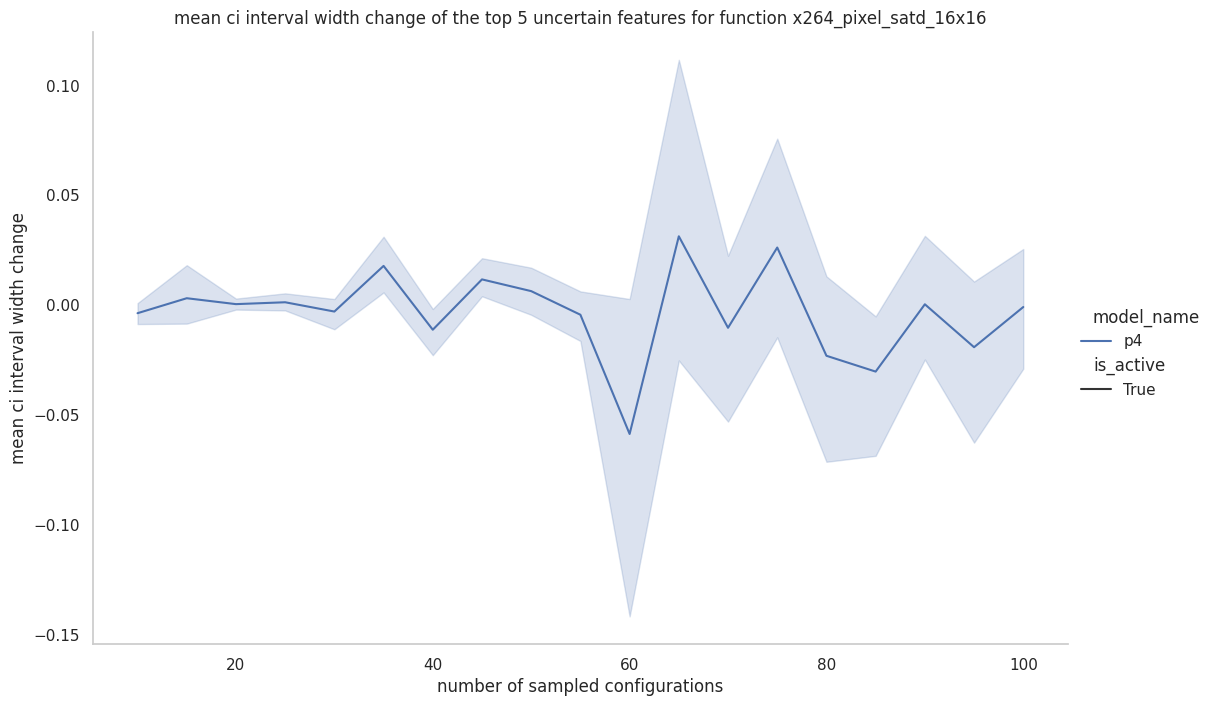 mean ci interval width change of the top 5 uncertain features for function x264_pixel_satd_16x16
mean ci interval width change
0.10
0.05
0.00
−0.05
−0.10
−0.15
20
40
60
80
100
number of sampled configurations
model_name
p4
is_active
True